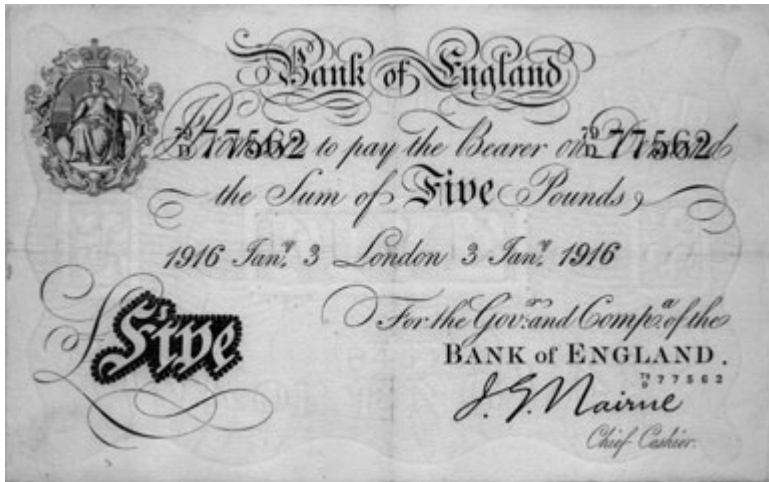 Bank of England
I Promise to pay the Bearer on Demand
79/D 77562 79/D 77562
the Sum of Five Pounds
1916 Jan.y 3 London 3 Jan.y 1916
For the Gov.r and Comp.a of the
BANK of ENGLAND.
Five
79/D 77562
J. G. Nairne
Chief Cashier.